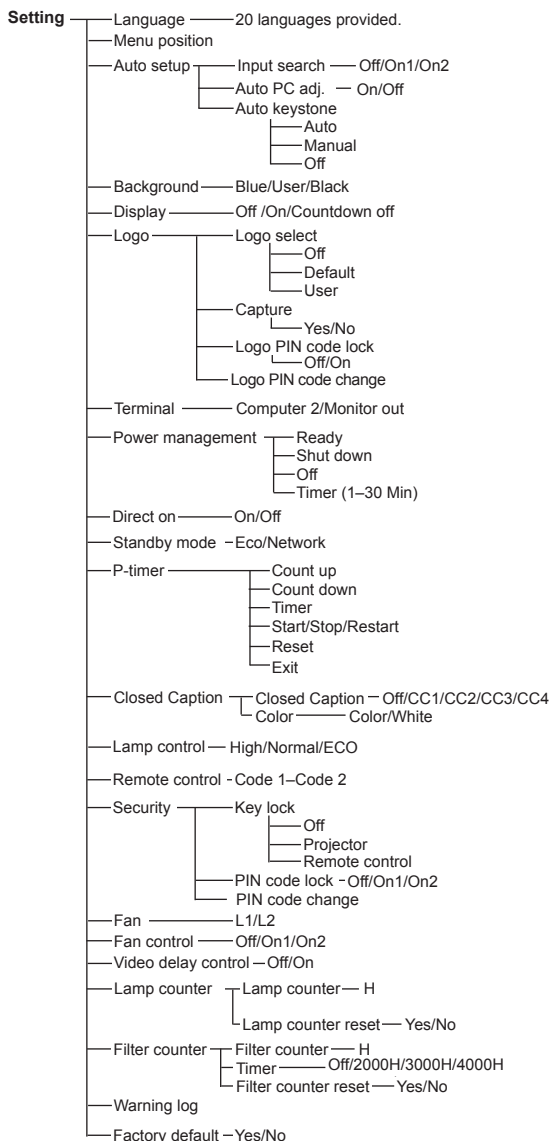 Setting Language 20 languages provided.
Menu position
Auto setup Input search Off/On1/On2
Auto PC adj. On/Off
Auto keystone
Auto
Manual
Off
Background Blue/User/Black
Display Off /On/Countdown off
Logo Logo select
Off
Default
User
Capture
Yes/No
Logo PIN code lock
Off/On
Logo PIN code change
Terminal Computer 2/Monitor out
Power management Ready
Shut down
Off
Timer (1–30 Min)
Direct on On/Off
Standby mode Eco/Network
P-timer Count up
Count down
Timer
Start/Stop/Restart
Reset
Exit
Closed Caption Closed Caption Off/CC1/CC2/CC3/CC4
Color Color/White
Lamp control High/Normal/ECO
Remote control Code 1–Code 2
Security Key lock
Off
Projector
Remote control
PIN code lock Off/On1/On2
PIN code change
Fan L1/L2
Fan control Off/On1/On2
Video delay control Off/On
Lamp counter Lamp counter H
Lamp counter reset Yes/No
Filter counter Filter counter H
Timer Off/2000H/3000H/4000H
Filter counter reset Yes/No
Warning log
Factory default Yes/No